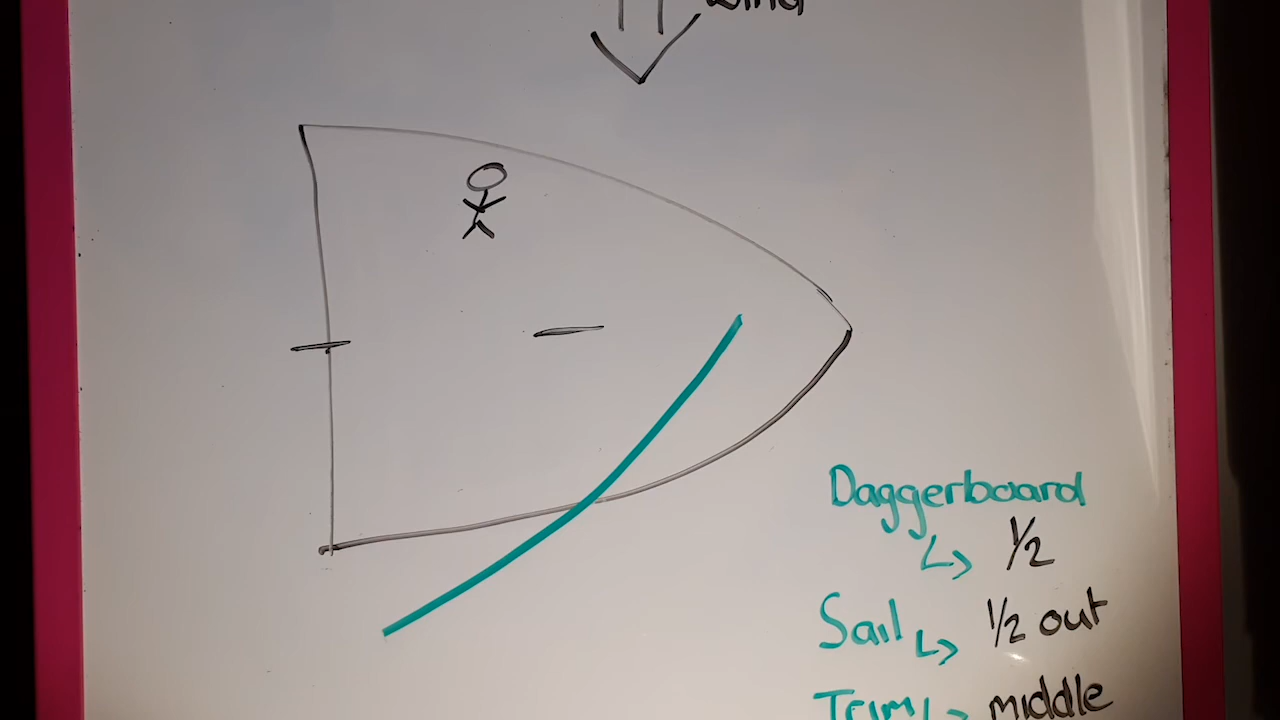 wind
Daggerboard
↳ 1/2
Sail ↳ 1/2 out
Trim ↳ middle